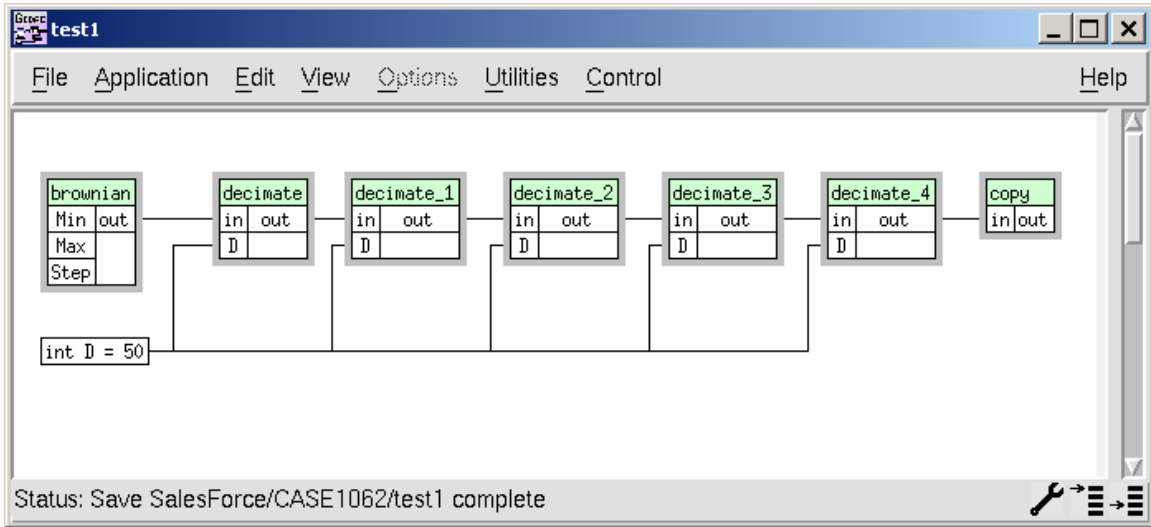 Gedae test1
File Application Edit View Options Utilities Control Help
brownian decimate decimate_1 decimate_2 decimate_3 decimate_4 copy
Min out in out in out in out in out in out in out
Max D D D D D
Step
int D = 50
Status: Save SalesForce/CASE1062/test1 complete